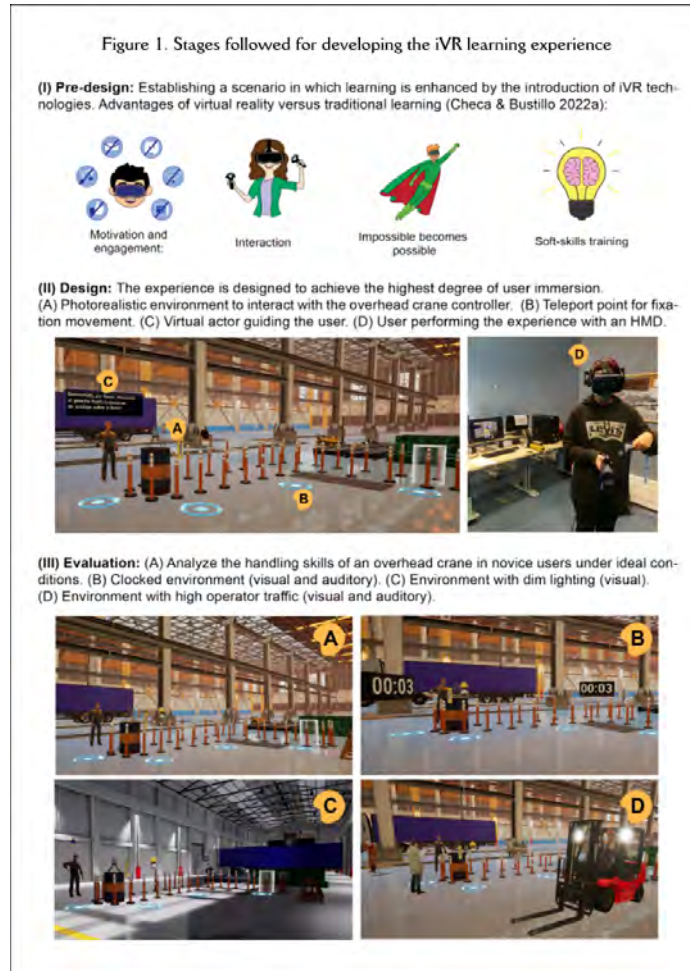 Figure 1. Stages followed for developing the iVR learning experience
(I) Pre-design: Establishing a scenario in which learning is enhanced by the introduction of iVR tech-
nologies. Advantages of virtual reality versus traditional learning (Checa & Bustillo 2022a):
Motivation and
engagement:
Interaction
Impossible becomes
possible
Soft-skills training
(II) Design: The experience is designed to achieve the highest degree of user immersion.
(A) Photorealistic environment to interact with the overhead crane controller. (B) Teleport point for fixa-
tion movement. (C) Virtual actor guiding the user. (D) User performing the experience with an HMD.
C
A
B
D
LEVI'S
(III) Evaluation: (A) Analyze the handling skills of an overhead crane in novice users under ideal con-
ditions. (B) Clocked environment (visual and auditory). (C) Environment with dim lighting (visual).
(D) Environment with high operator traffic (visual and auditory).
A
B
00:03
00:03
C
D